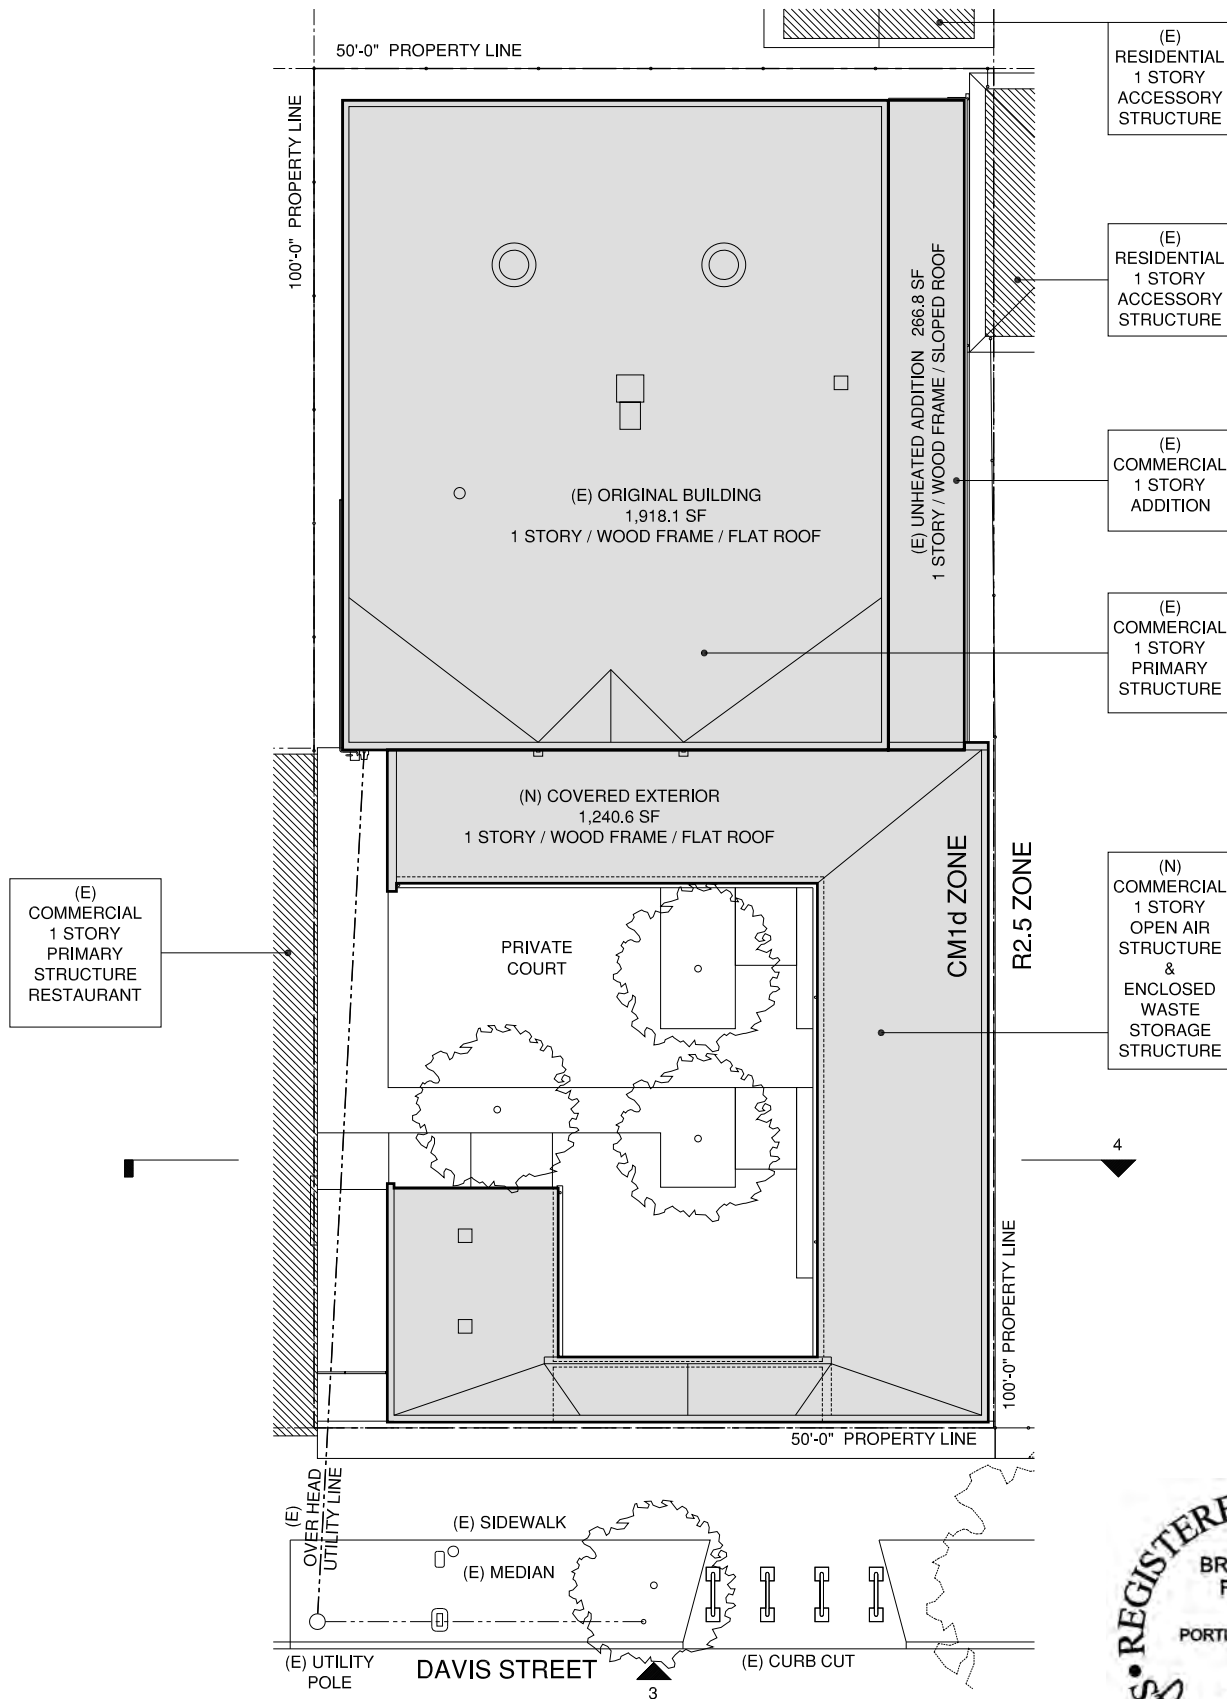 50'-0" PROPERTY LINE
100'-0" PROPERTY LINE
(E)
RESIDENTIAL
1 STORY
ACCESSORY
STRUCTURE
(E)
RESIDENTIAL
1 STORY
ACCESSORY
STRUCTURE
(E) UNHEATED ADDITION 266.8 SF
1 STORY / WOOD FRAME / SLOPED ROOF
(E)
COMMERCIAL
1 STORY
ADDITION
(E) ORIGINAL BUILDING
1,918.1 SF
1 STORY / WOOD FRAME / FLAT ROOF
(E)
COMMERCIAL
1 STORY
PRIMARY
STRUCTURE
(N) COVERED EXTERIOR
1,240.6 SF
1 STORY / WOOD FRAME / FLAT ROOF
CM1d ZONE
R2.5 ZONE
(N)
COMMERCIAL
1 STORY
OPEN AIR
STRUCTURE
&
ENCLOSED
WASTE
STORAGE
STRUCTURE
(E)
COMMERCIAL
1 STORY
PRIMARY
STRUCTURE
RESTAURANT
PRIVATE
COURT
4
100'-0" PROPERTY LINE
50'-0" PROPERTY LINE
(E)
OVER HEAD
UTILITY LINE
(E) SIDEWALK
(E) MEDIAN
(E) UTILITY
POLE
DAVIS STREET
(E) CURB CUT
3